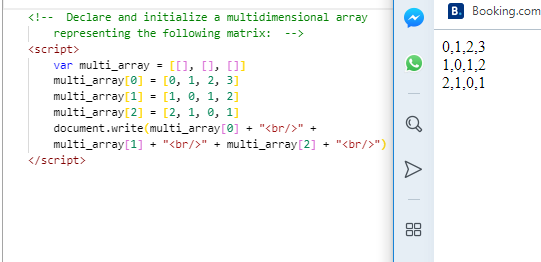 <!--  Declare and initialize a multidimensional array
representing the following matrix:  -->
<script>
var multi_array = [[], [], []]
multi_array[0] = [0, 1, 2, 3]
multi_array[1] = [1, 0, 1, 2]
multi_array[2] = [2, 1, 0, 1]
document.write(multi_array[0] + "<br/>" +
multi_array[1] + "<br/>" + multi_array[2] + "<br/>")
</script>
B. Booking.com
0,1,2,3
1,0,1,2
2,1,0,1